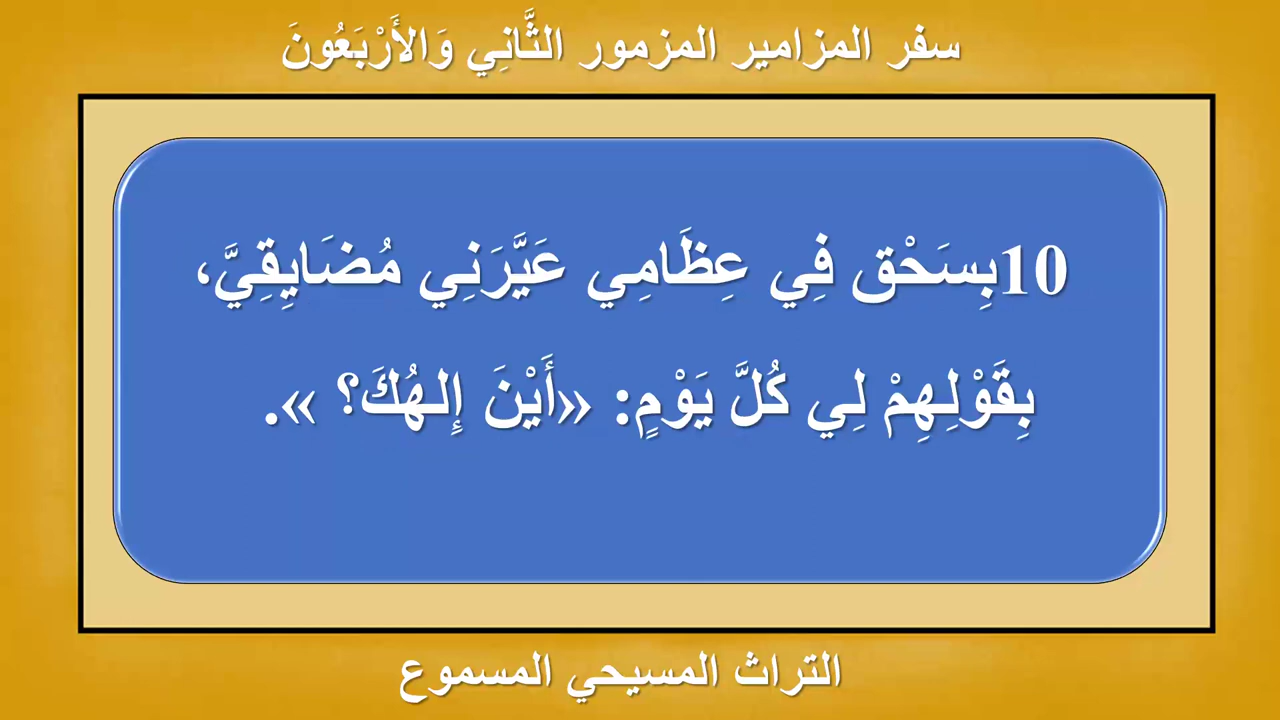 سفر المزامير المزمور الثَّانِي وَالأَرْبَعُونَ
10بِسَحْق فِي عِظَامِي عَيَّرَنِي مُضَايِقِيَّ،
بِقَوْلِهِمْ لِي كُلَّ يَوْمٍ: «أَيْنَ إِلهُكَ؟ ».
التراث المسيحي المسموع